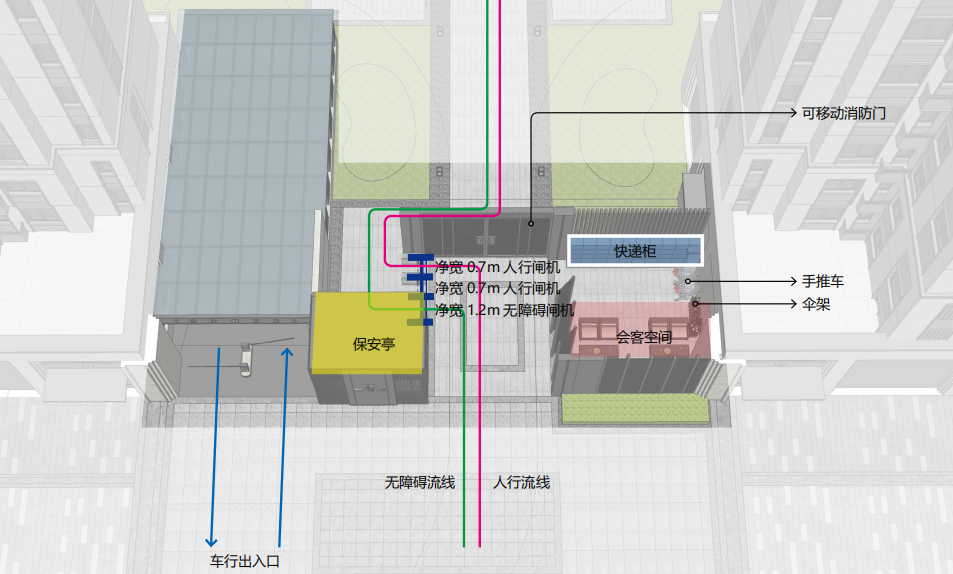 可移动消防门
快递柜
净宽 0.7m 人行闸机
手推车
净宽 0.7m 人行闸机
伞架
净宽 1.2m 无障碍闸机
会客空间
保安亭
无障碍流线
人行流线
车行出入口